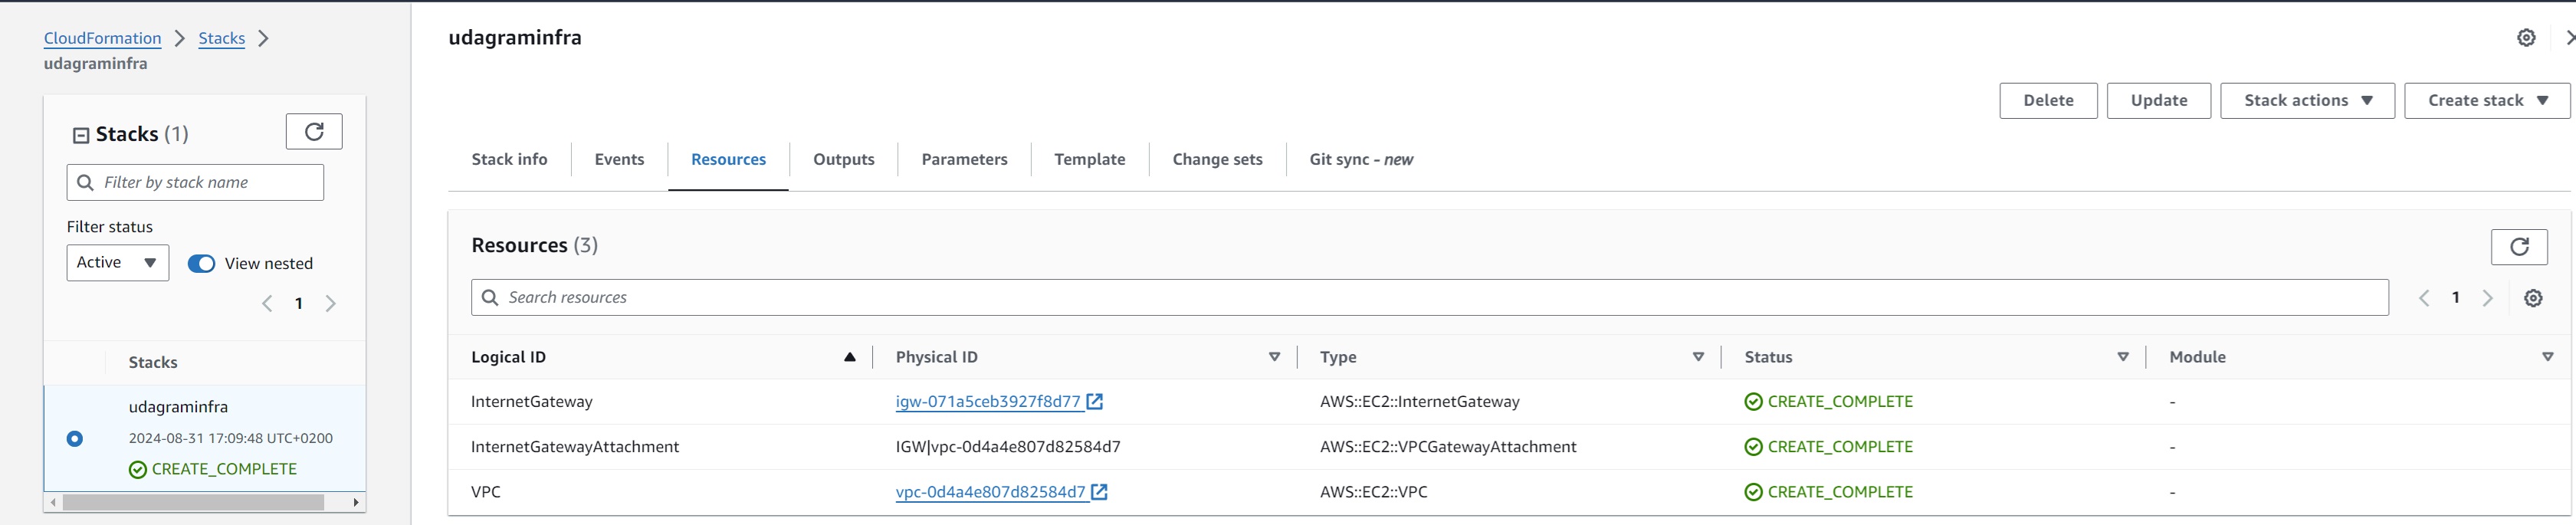 CloudFormation > Stacks >
udagraminfra
Stacks (1)
Filter by stack name
Filter status
Active
View nested
1
Stacks
udagraminfra
2024-08-31 17:09:48 UTC+0200
CREATE_COMPLETE
udagraminfra
Delete Update Stack actions Create stack
Stack info Events Resources Outputs Parameters Template Change sets Git sync - new
Resources (3)
Search resources
1
Logical ID Physical ID Type Status Module
InternetGateway igw-071a5ceb3927f8d77 AWS::EC2::InternetGateway CREATE_COMPLETE -
InternetGatewayAttachment IGW|vpc-0d4a4e807d82584d7 AWS::EC2::VPCGatewayAttachment CREATE_COMPLETE -
VPC vpc-0d4a4e807d82584d7 AWS::EC2::VPC CREATE_COMPLETE -